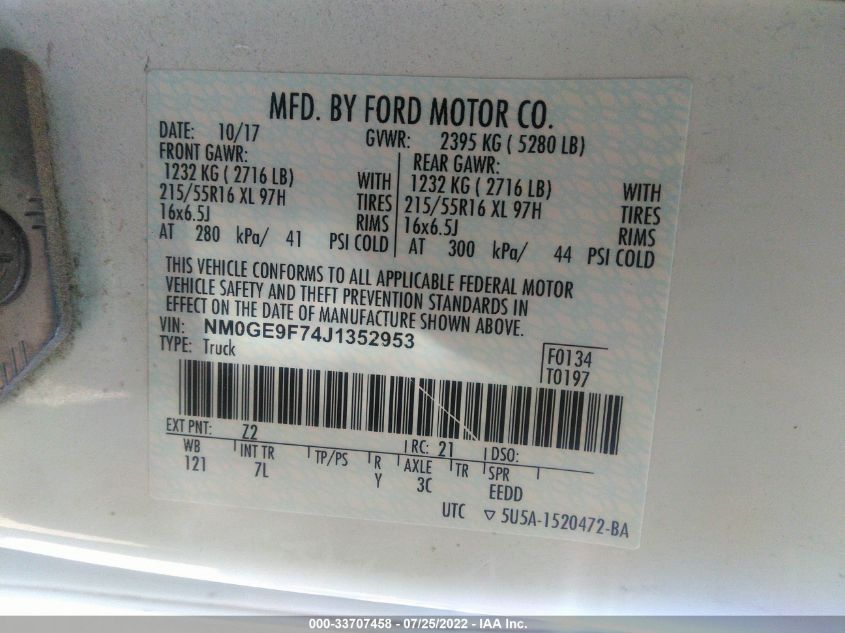 MFD. BY FORD MOTOR CO.
DATE: 10/17 GVWR: 2395 KG ( 5280 LB)
FRONT GAWR: REAR GAWR:
1232 KG ( 2716 LB) WITH 1232 KG ( 2716 LB) WITH
215/55R16 XL 97H TIRES 215/55R16 XL 97H TIRES
16x6.5J RIMS 16x6.5J RIMS
AT 280 kPa/ 41 PSI COLD AT 300 kPa/ 44 PSI COLD
THIS VEHICLE CONFORMS TO ALL APPLICABLE FEDERAL MOTOR
VEHICLE SAFETY AND THEFT PREVENTION STANDARDS IN
EFFECT ON THE DATE OF MANUFACTURE SHOWN ABOVE.
VIN: NM0GE9F74J1352953
TYPE: Truck F0134
T0197
EXT PNT: Z2 RC: 21 DSO:
WB INT TR TP/PS R AXLE TR SPR
121 7L Y 3C EEDD
UTC ▽ 5U5A-1520472-BA
000-33707458 - 07/25/2022 - IAA Inc.